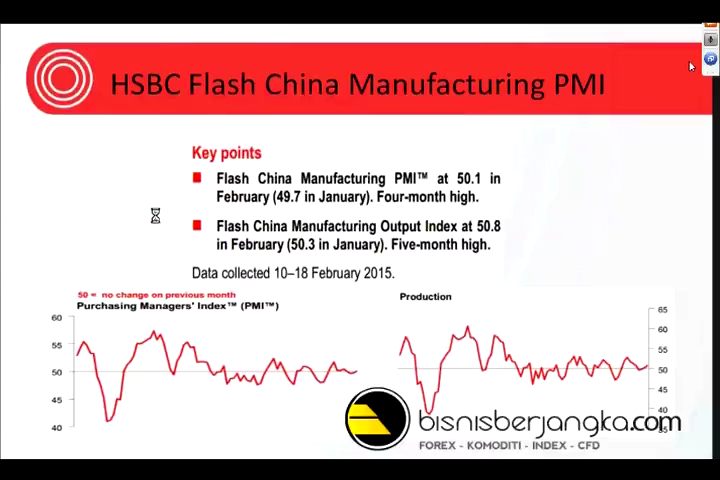 HSBC Flash China Manufacturing PMI
Key points
Flash China Manufacturing PMI™ at 50.1 in
February (49.7 in January). Four-month high.
Flash China Manufacturing Output Index at 50.8
in February (50.3 in January). Five-month high.
Data collected 10–18 February 2015.
50 = no change on previous month
Purchasing Managers' Index™ (PMI™)
60
55
50
45
40
Production
65
60
55
50
45
40
35
bisnisberjangka.com
FOREX - KOMODITI - INDEX - CFD